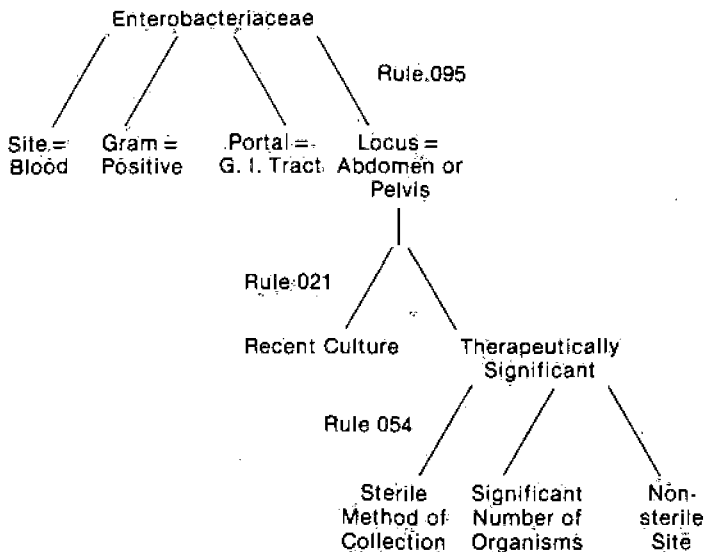 Enterobacteriaceae
Rule 095
Site = Blood
Gram = Positive
Portal = G. I. Tract
Locus = Abdomen or Pelvis
Rule 021
Recent Culture
Therapeutically Significant
Rule 054
Sterile Method of Collection
Significant Number of Organisms
Non-sterile Site